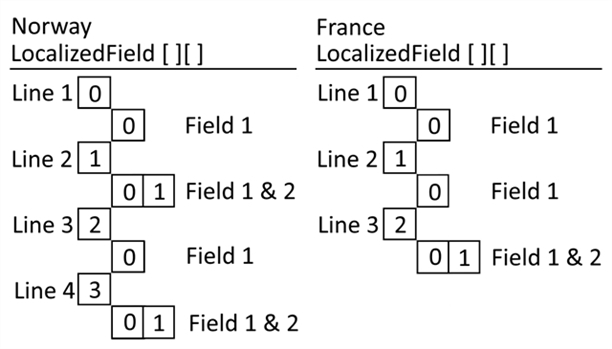 Norway
LocalizedField [ ][ ]
Line 1 0
0 Field 1
Line 2 1
0 1 Field 1 & 2
Line 3 2
0 Field 1
Line 4 3
0 1 Field 1 & 2
France
LocalizedField [ ][ ]
Line 1 0
0 Field 1
Line 2 1
0 Field 1
Line 3 2
0 1 Field 1 & 2